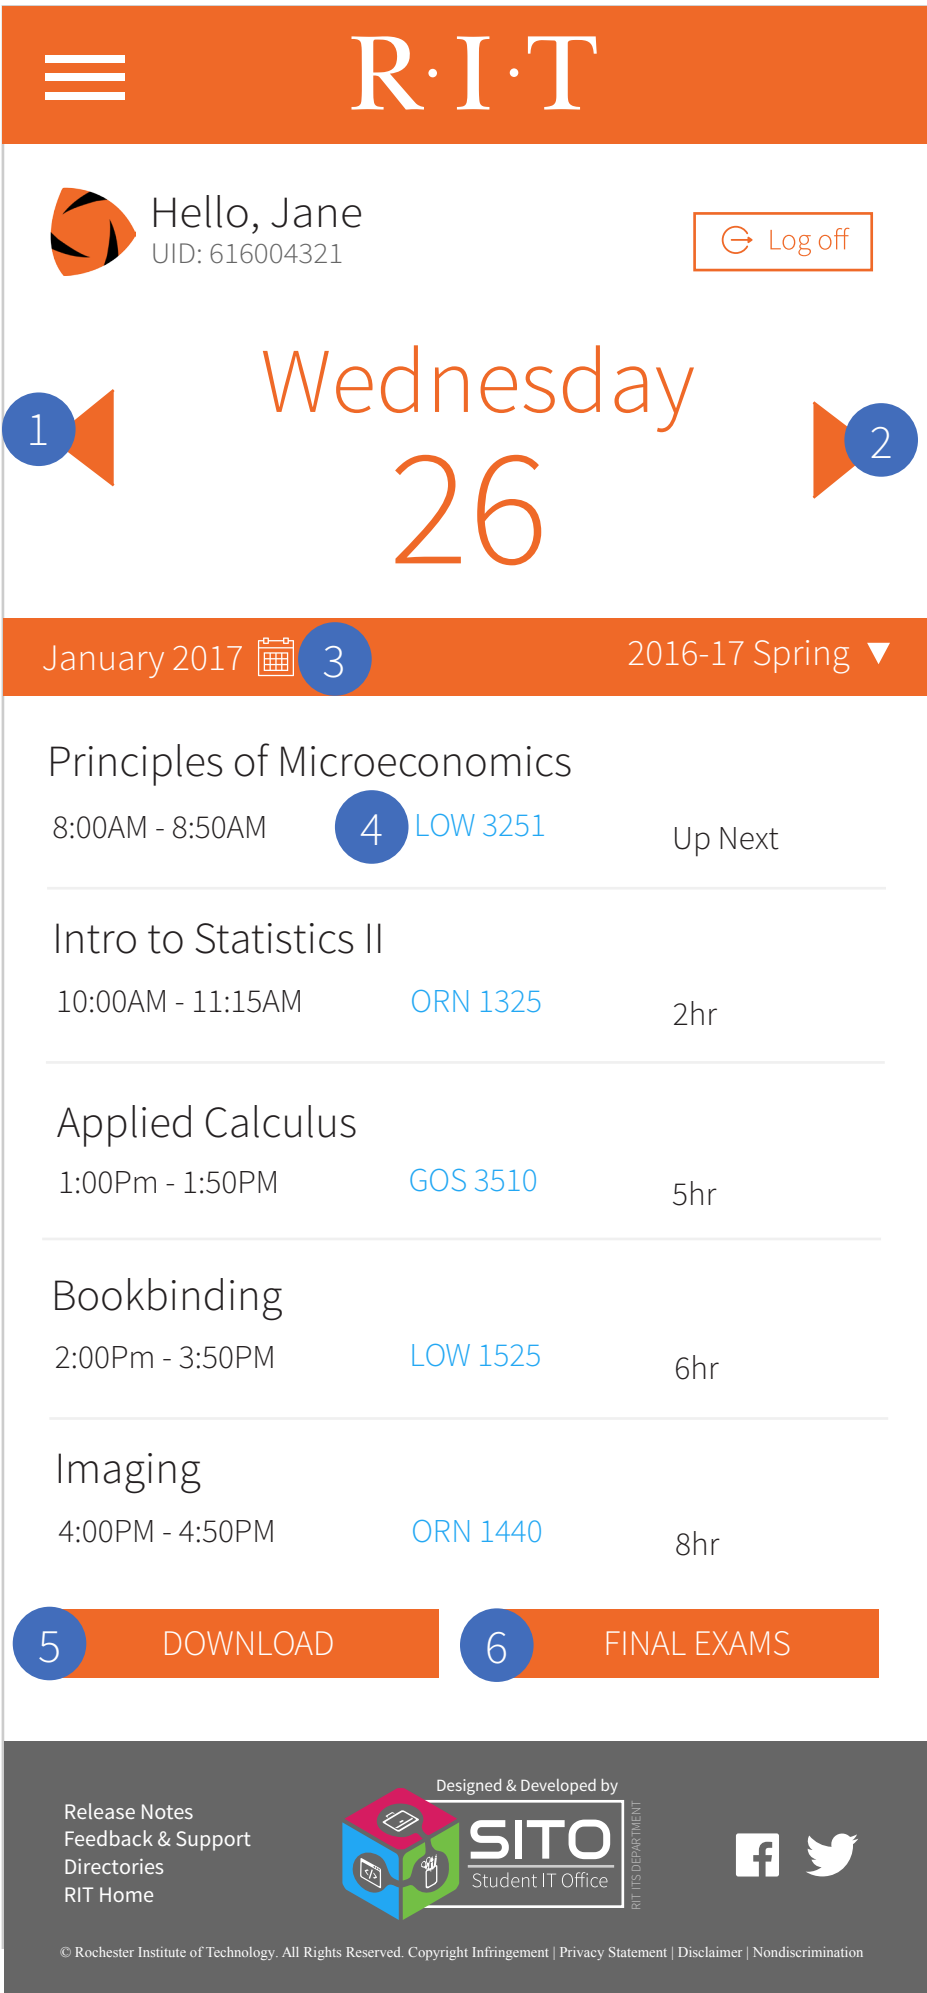 R·I·T
Hello, Jane
UID: 616004321
Log off
Wednesday
1
2
26
January 2017
3
2016-17 Spring ▼
Principles of Microeconomics
8:00AM - 8:50AM
4
LOW 3251
Up Next
Intro to Statistics II
10:00AM - 11:15AM
ORN 1325
2hr
Applied Calculus
1:00Pm - 1:50PM
GOS 3510
5hr
Bookbinding
2:00Pm - 3:50PM
LOW 1525
6hr
Imaging
4:00PM - 4:50PM
ORN 1440
8hr
5
DOWNLOAD
6
FINAL EXAMS
Release Notes
Feedback & Support
Directories
RIT Home
Designed & Developed by
SITO
Student IT Office
RIT ITS DEPARTMENT
© Rochester Institute of Technology. All Rights Reserved. Copyright Infringement | Privacy Statement | Disclaimer | Nondiscrimination